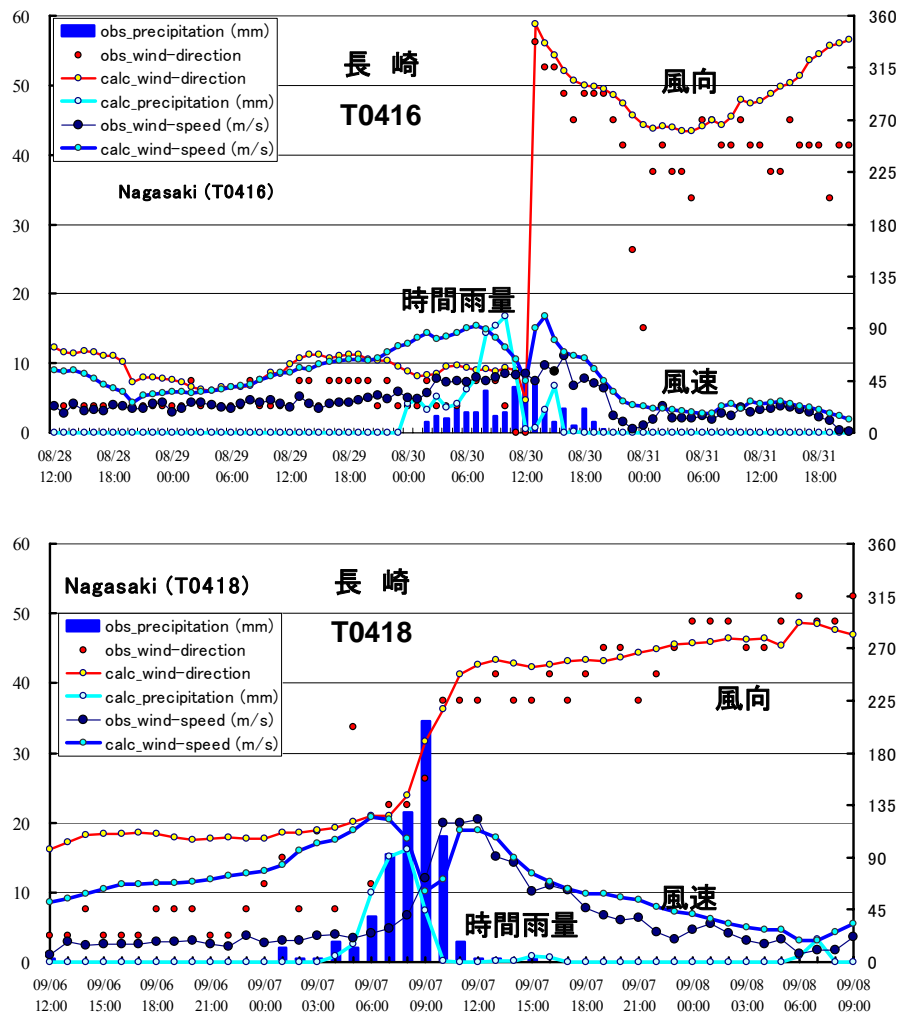 60
50
40
30
20
10
0
360
315
270
225
180
135
90
45
0
obs_precipitation (mm)
obs_wind-direction
calc_wind-direction
calc_precipitation (mm)
obs_wind-speed (m/s)
calc_wind-speed (m/s)
長 崎
T0416
Nagasaki (T0416)
風向
時間雨量
風速
08/28 08/28 08/29 08/29 08/29 08/29 08/30 08/30 08/30 08/30 08/31 08/31 08/31 08/31
12:00 18:00 00:00 06:00 12:00 18:00 00:00 06:00 12:00 18:00 00:00 06:00 12:00 18:00
60
50
40
30
20
10
0
360
315
270
225
180
135
90
45
0
Nagasaki (T0418)
長 崎
T0418
obs_precipitation (mm)
obs_wind-direction
calc_wind-direction
calc_precipitation (mm)
obs_wind-speed (m/s)
calc_wind-speed (m/s)
風向
風速
時間雨量
09/06 09/06 09/06 09/06 09/07 09/07 09/07 09/07 09/07 09/07 09/07 09/07 09/08 09/08 09/08 09/08
12:00 15:00 18:00 21:00 00:00 03:00 06:00 09:00 12:00 15:00 18:00 21:00 00:00 03:00 06:00 09:00